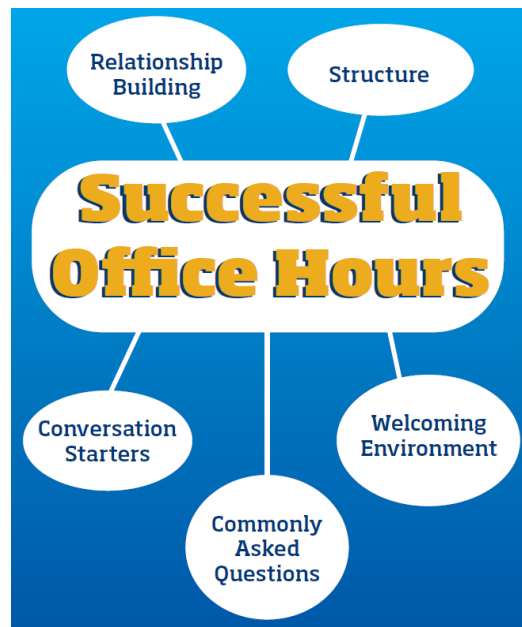 Relationship
Building
Structure
Successful
Office Hours
Conversation
Starters
Welcoming
Environment
Commonly
Asked
Questions